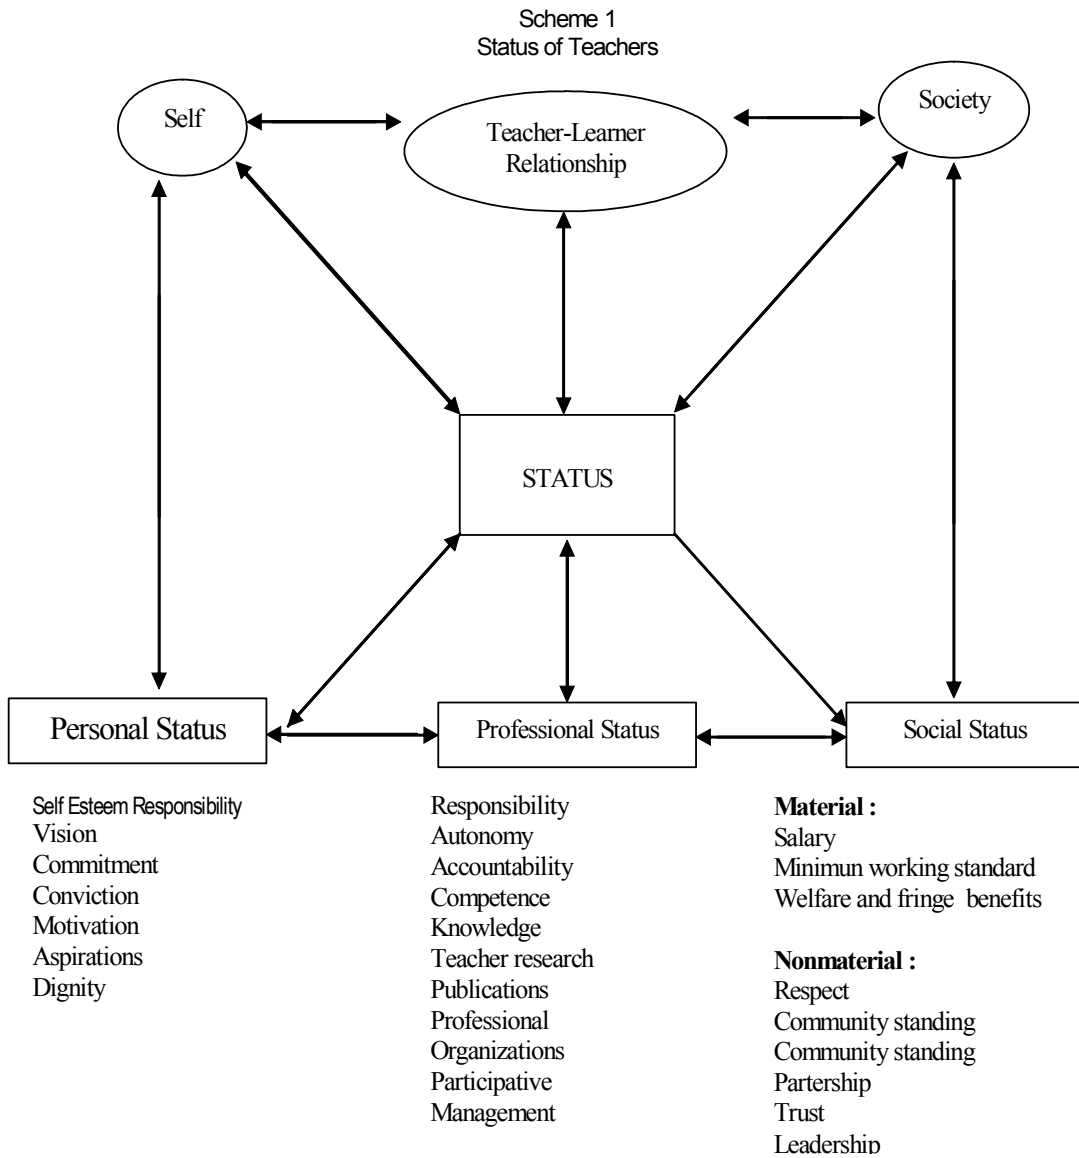 Scheme 1
Status of Teachers
Self
Teacher-Learner
Relationship
Society
STATUS
Personal Status
Professional Status
Social Status
Self Esteem Responsibility
Vision
Commitment
Conviction
Motivation
Aspirations
Dignity
Responsibility
Autonomy
Accountability
Competence
Knowledge
Teacher research
Publications
Professional
Organizations
Participative
Management
Material :
Salary
Minimun working standard
Welfare and fringe benefits
Nonmaterial :
Respect
Community standing
Community standing
Partership
Trust
Leadership